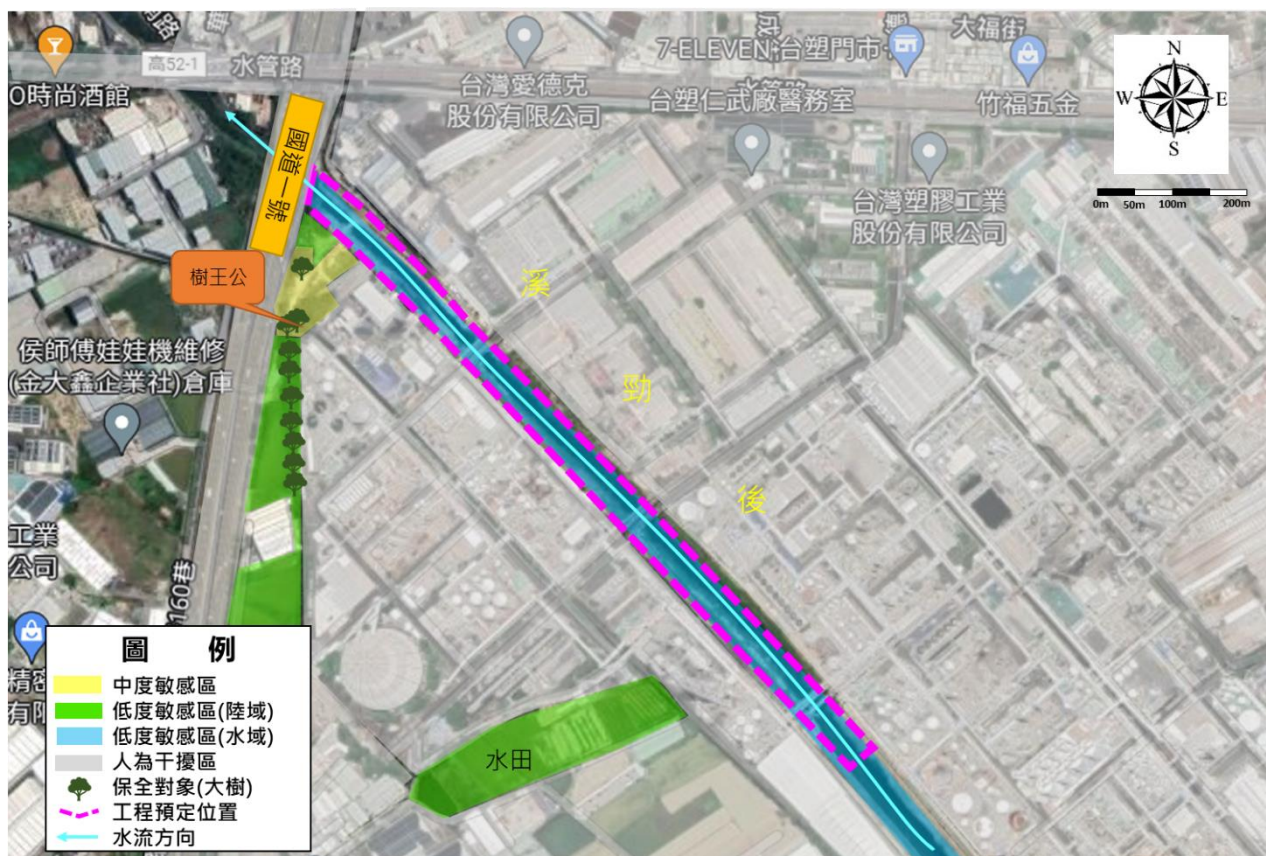 大福街
7-ELEVEN 台塑門市
高52-1
水管路
O時尚酒館
台灣愛德克
股份有限公司
台塑仁武廠醫務室
竹福五金
N
W
E
S
0m 50m 100m 200m
國道一號
台灣塑膠工業
股份有限公司
樹王公
溪
勁
後
侯師傅娃娃機維修
(金大鑫企業社)倉庫
工業
公司
160巷
精密
有限
水田
圖 例
中度敏感區
低度敏感區(陸域)
低度敏感區(水域)
人為干擾區
保全對象(大樹)
工程預定位置
水流方向